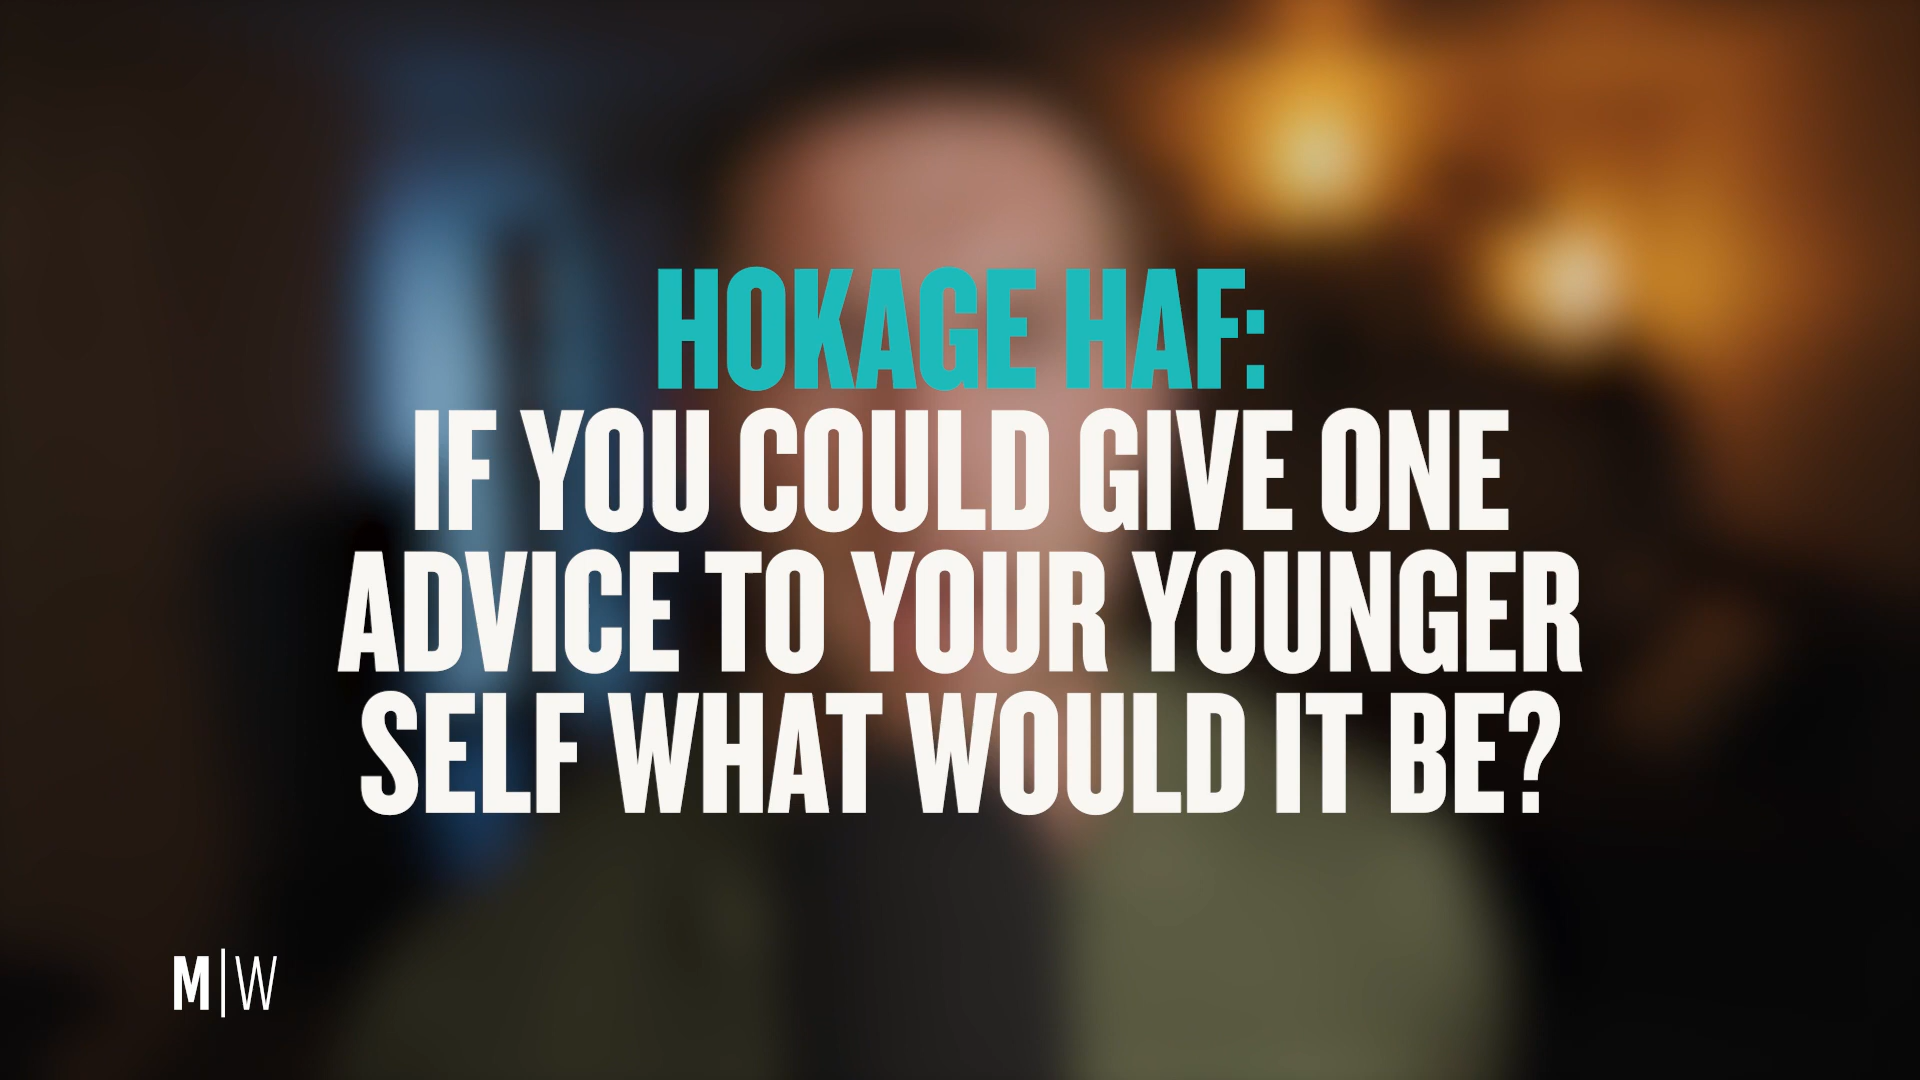 HOKAGE HAF:
IF YOU COULD GIVE ONE
ADVICE TO YOUR YOUNGER
SELF WHAT WOULD IT BE?
M|W